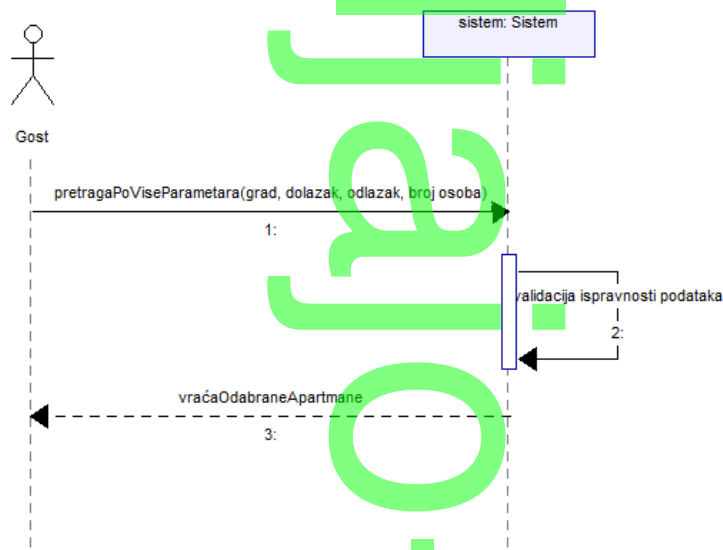 sistem: Sistem
Gost
pretragaPoViseParametara(grad, dolazak, odlazak, broj osoba)
1:
validacija ispravnosti podataka
2:
vraćaOdabraneApartmane
3: